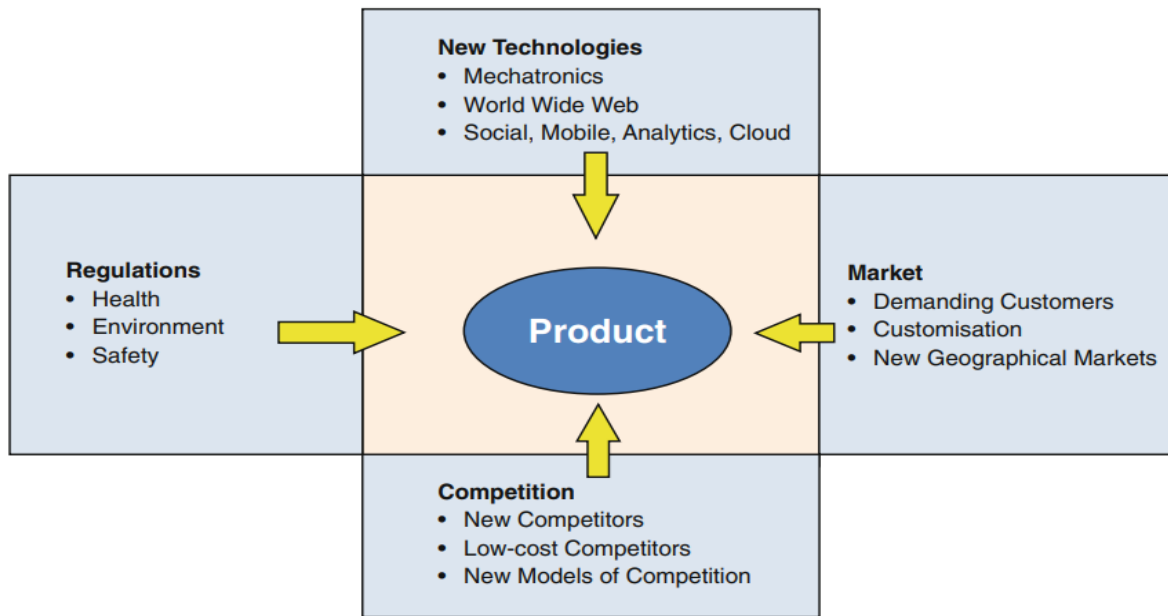 New Technologies
• Mechatronics
• World Wide Web
• Social, Mobile, Analytics, Cloud
Regulations
• Health
• Environment
• Safety
Product
Market
• Demanding Customers
• Customisation
• New Geographical Markets
Competition
• New Competitors
• Low-cost Competitors
• New Models of Competition